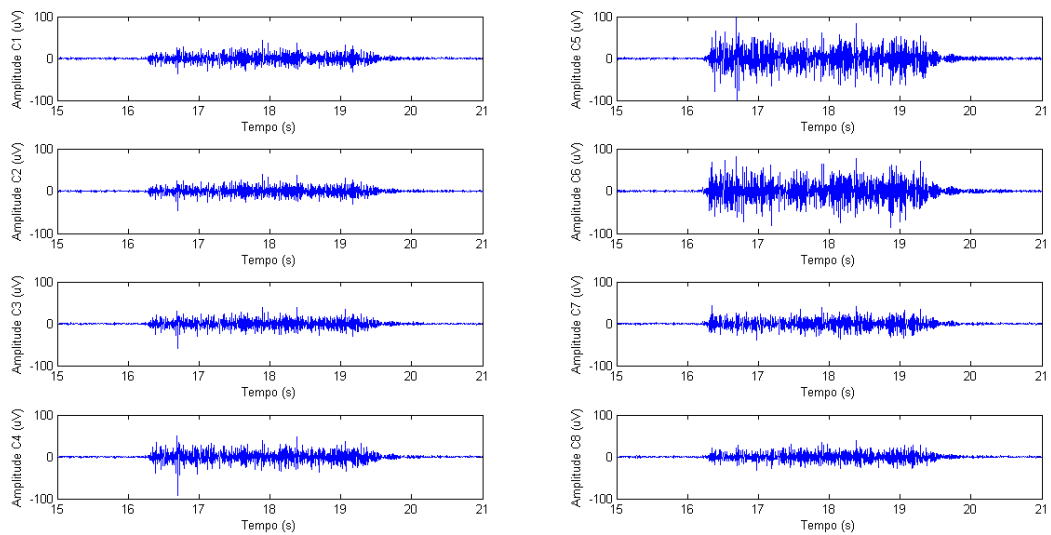 Amplitude C1 (uV)
100
0
-100
15 16 17 18 19 20 21
Tempo (s)
Amplitude C2 (uV)
100
0
-100
15 16 17 18 19 20 21
Tempo (s)
Amplitude C3 (uV)
100
0
-100
15 16 17 18 19 20 21
Tempo (s)
Amplitude C4 (uV)
100
0
-100
15 16 17 18 19 20 21
Tempo (s)
Amplitude C5 (uV)
100
0
-100
15 16 17 18 19 20 21
Tempo (s)
Amplitude C6 (uV)
100
0
-100
15 16 17 18 19 20 21
Tempo (s)
Amplitude C7 (uV)
100
0
-100
15 16 17 18 19 20 21
Tempo (s)
Amplitude C8 (uV)
100
0
-100
15 16 17 18 19 20 21
Tempo (s)